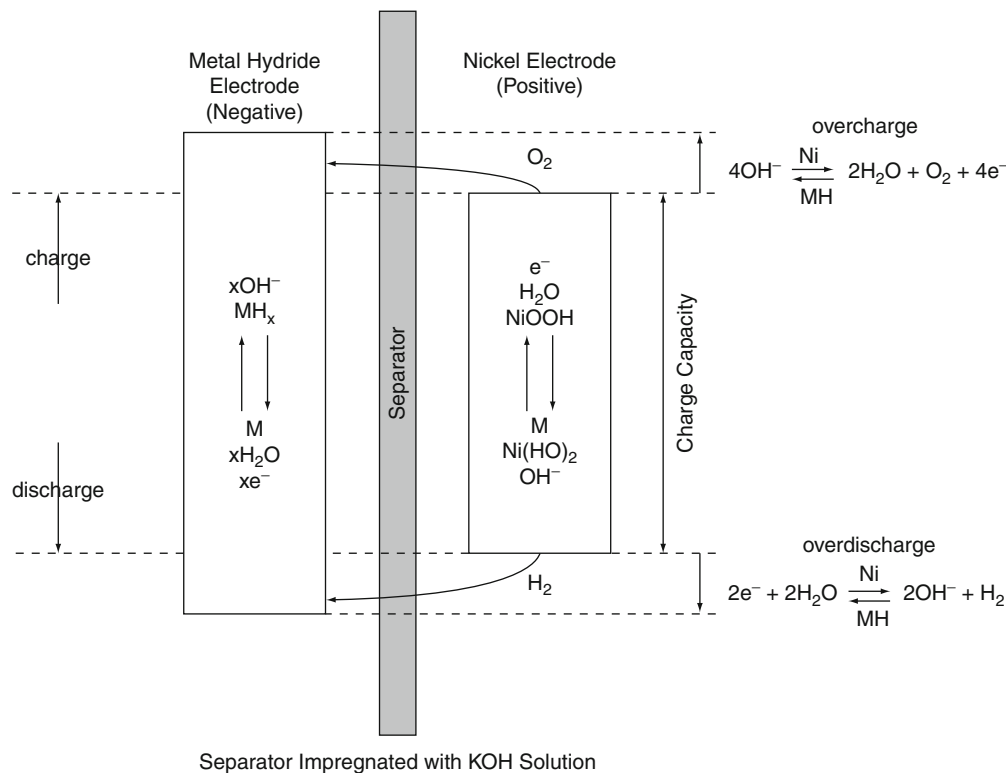 Metal Hydride
Electrode
(Negative)
Nickel Electrode
(Positive)
O₂
overcharge
4OH⁻ Ni 2H₂O + O₂ + 4e⁻
MH
charge
discharge
xOH⁻
MHₓ
M
xH₂O
xe⁻
Separator
e⁻
H₂O
NiOOH
M
Ni(HO)₂
OH⁻
Charge Capacity
H₂
overdischarge
2e⁻ + 2H₂O Ni 2OH⁻ + H₂
MH
Separator Impregnated with KOH Solution